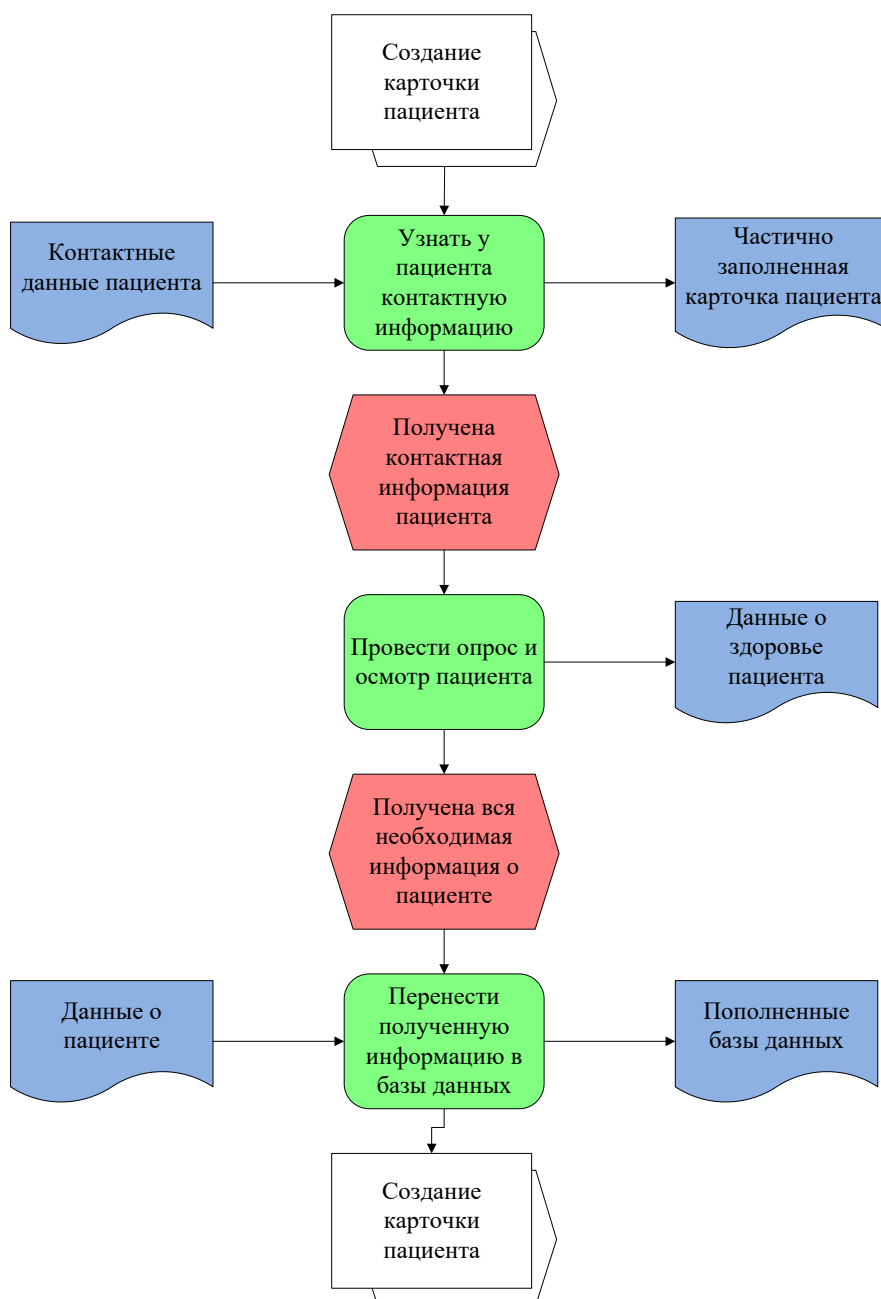 Создание
карточки
пациента
Контактные
данные пациента
Узнать у
пациента
контактную
информацию
Частично
заполненная
карточка пациента
Получена
контактная
информация
пациента
Провести опрос и
осмотр пациента
Данные о
здоровье
пациента
Получена вся
необходимая
информация о
пациенте
Данные о
пациенте
Перенести
полученную
информацию в
базы данных
Пополненные
базы данных
Создание
карточки
пациента